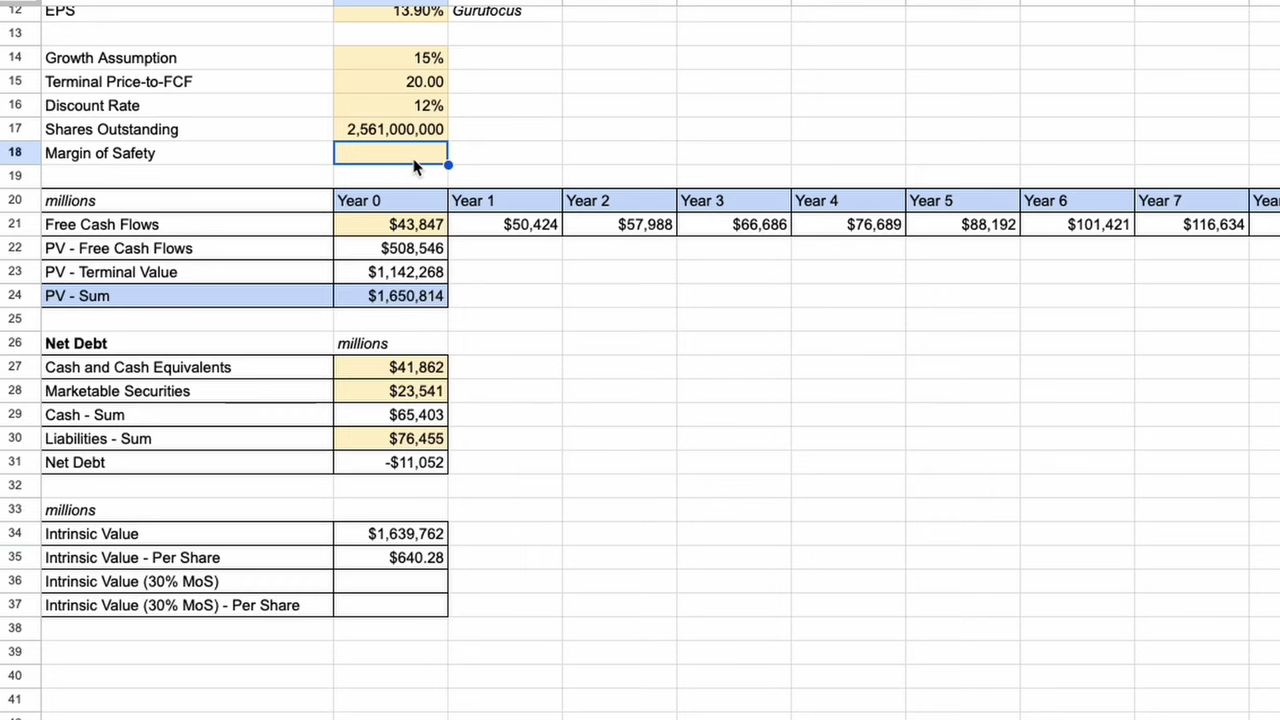 12 EPS 13.90% Gurufocus
13
14 Growth Assumption 15%
15 Terminal Price-to-FCF 20.00
16 Discount Rate 12%
17 Shares Outstanding 2,561,000,000
18 Margin of Safety
19
20 millions Year 0 Year 1 Year 2 Year 3 Year 4 Year 5 Year 6 Year 7 Yea
21 Free Cash Flows $43,847 $50,424 $57,988 $66,686 $76,689 $88,192 $101,421 $116,634
22 PV - Free Cash Flows $508,546
23 PV - Terminal Value $1,142,268
24 PV - Sum $1,650,814
25
26 Net Debt millions
27 Cash and Cash Equivalents $41,862
28 Marketable Securities $23,541
29 Cash - Sum $65,403
30 Liabilities - Sum $76,455
31 Net Debt -$11,052
32
33 millions
34 Intrinsic Value $1,639,762
35 Intrinsic Value - Per Share $640.28
36 Intrinsic Value (30% MoS)
37 Intrinsic Value (30% MoS) - Per Share
38
39
40
41